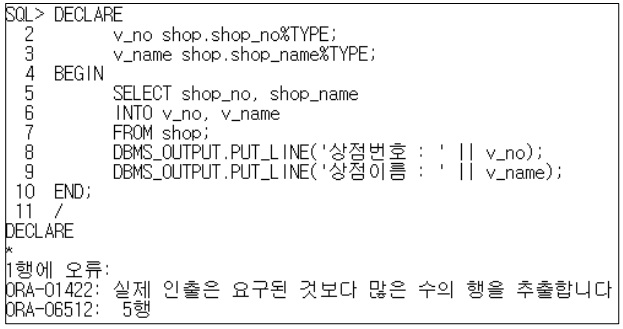 SQL> DECLARE
2 v_no shop.shop_no%TYPE;
3 v_name shop.shop_name%TYPE;
4 BEGIN
5 SELECT shop_no, shop_name
6 INTO v_no, v_name
7 FROM shop;
8 DBMS_OUTPUT.PUT_LINE('상점번호 : ' || v_no);
9 DBMS_OUTPUT.PUT_LINE('상점이름 : ' || v_name);
10 END;
11 /
DECLARE
*
1행에 오류:
ORA-01422: 실제 인출은 요구된 것보다 많은 수의 행을 추출합니다
ORA-06512: 5행